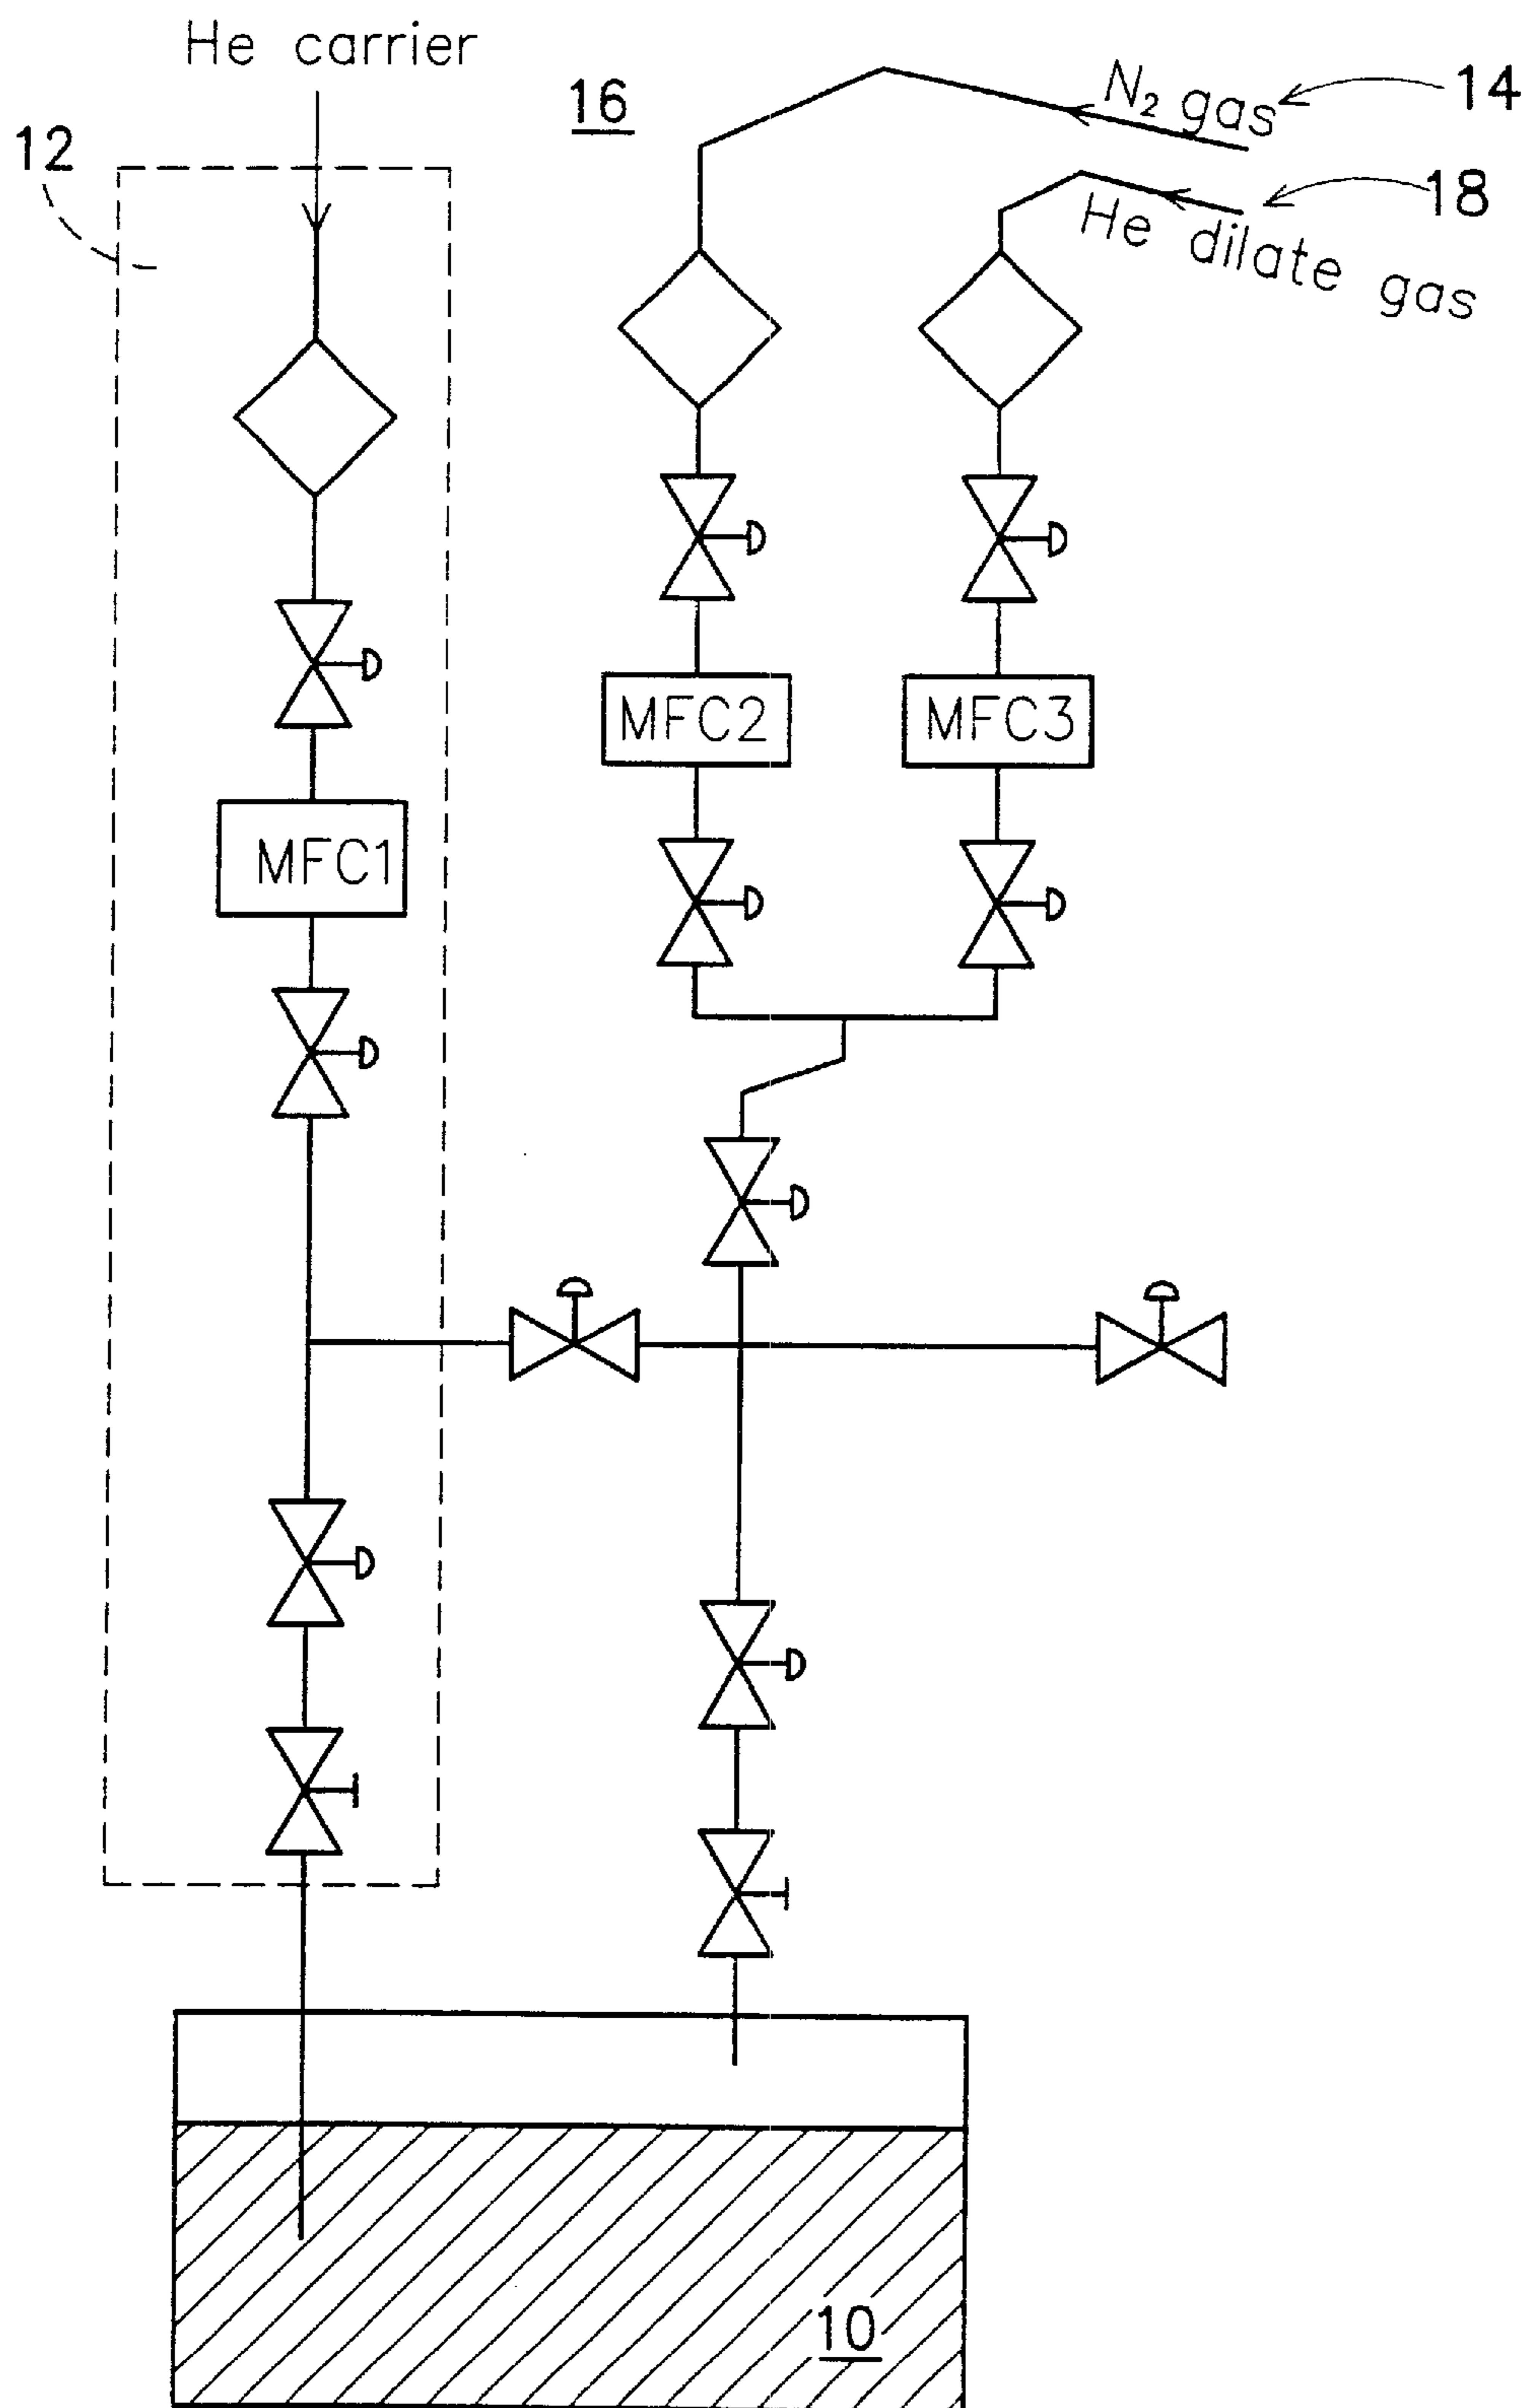 He carrier
16
N₂ gas
14
12
18
He dilate gas
MFC2
MFC3
MFC1
10